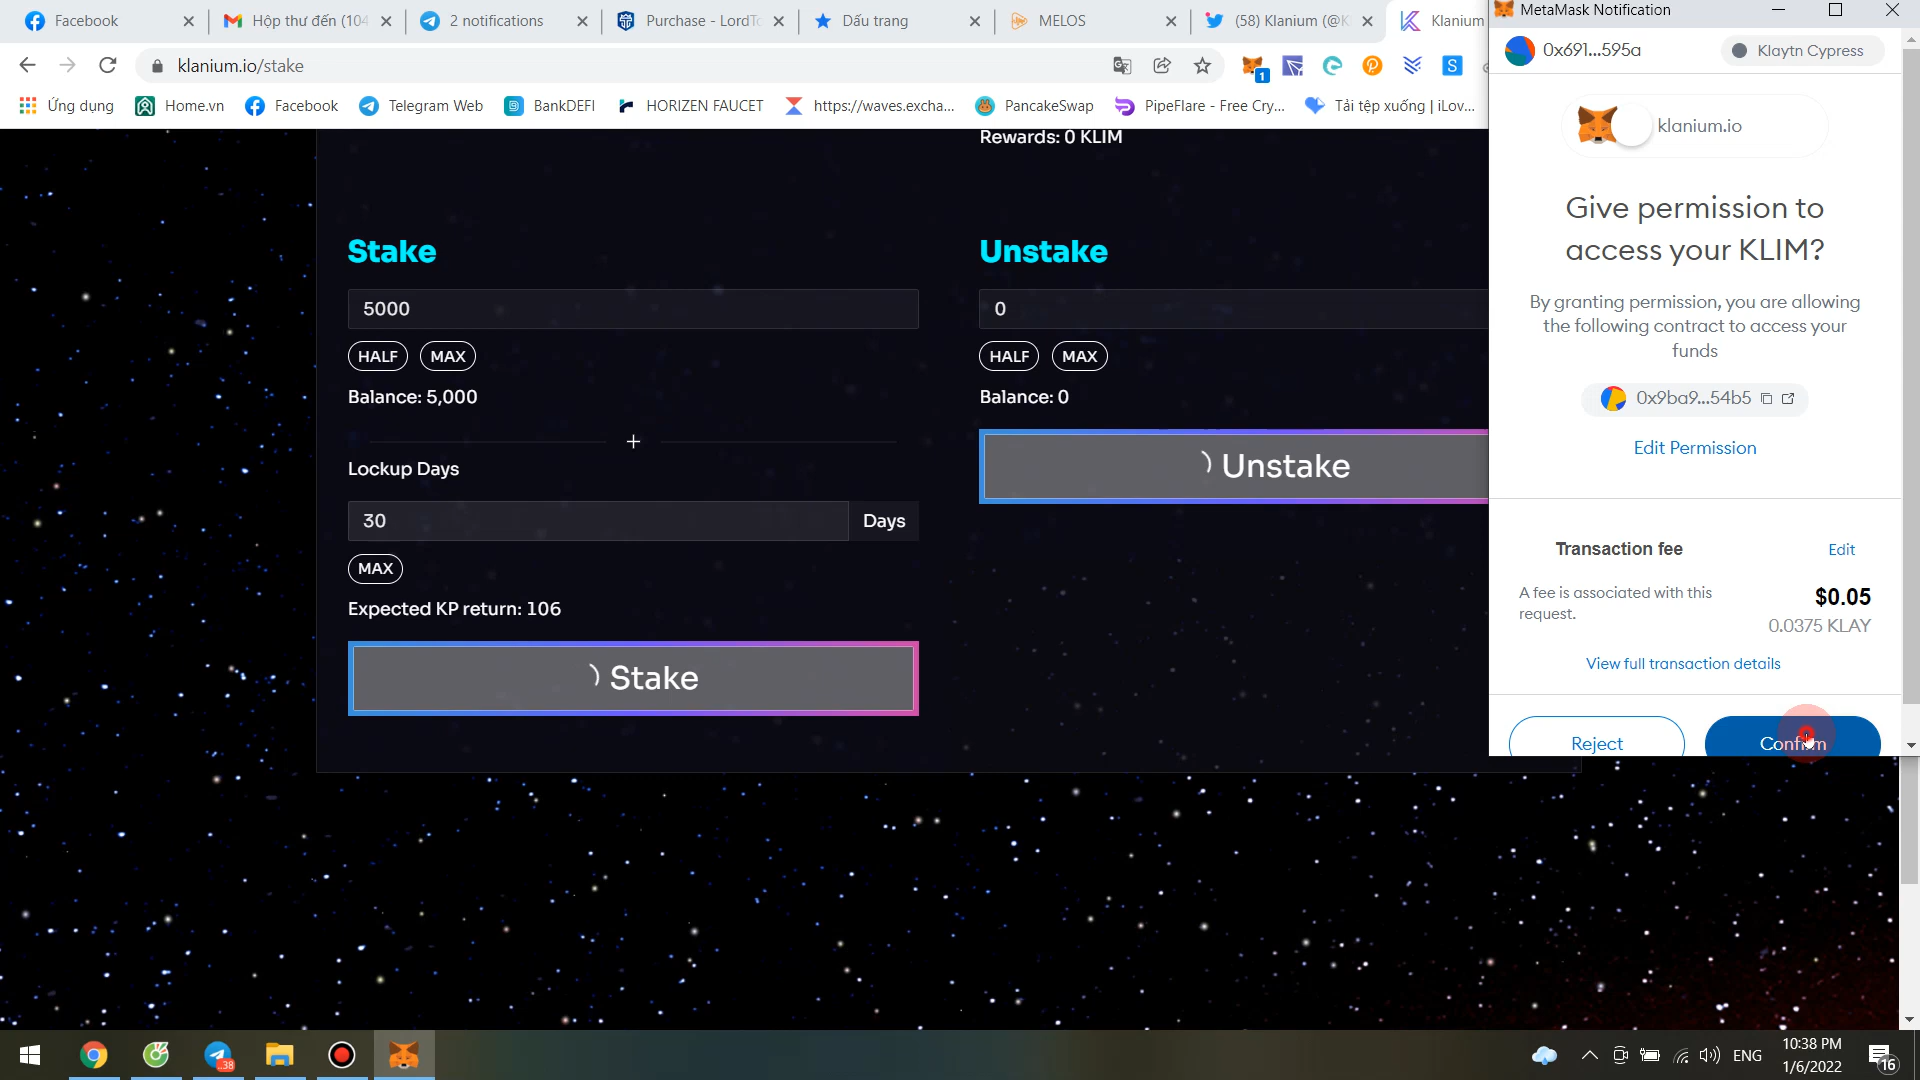 Facebook
Hộp thư đến (104
2 notifications
Purchase - LordTo
Dấu trang
MELOS
(58) Klanium (@K
Klanium
MetaMask Notification
klanium.io/stake
1
S
Ứng dụng
Home.vn
Facebook
Telegram Web
BankDEFI
HORIZEN FAUCET
https://waves.excha...
PancakeSwap
PipeFlare - Free Cry...
Tải tệp xuống | iLov...
Rewards: 0 KLIM
Stake
5000
HALF
MAX
Balance: 5,000
+
Lockup Days
30
Days
MAX
Expected KP return: 106
Stake
Unstake
0
HALF
MAX
Balance: 0
Unstake
0x691...595a
Klaytn Cypress
klanium.io
Give permission to
access your KLIM?
By granting permission, you are allowing
the following contract to access your
funds
0x9ba9...54b5
Edit Permission
Transaction fee
Edit
A fee is associated with this
request.
$0.05
0.0375 KLAY
View full transaction details
Reject
Confirm
38
ENG
10:38 PM
1/6/2022
16